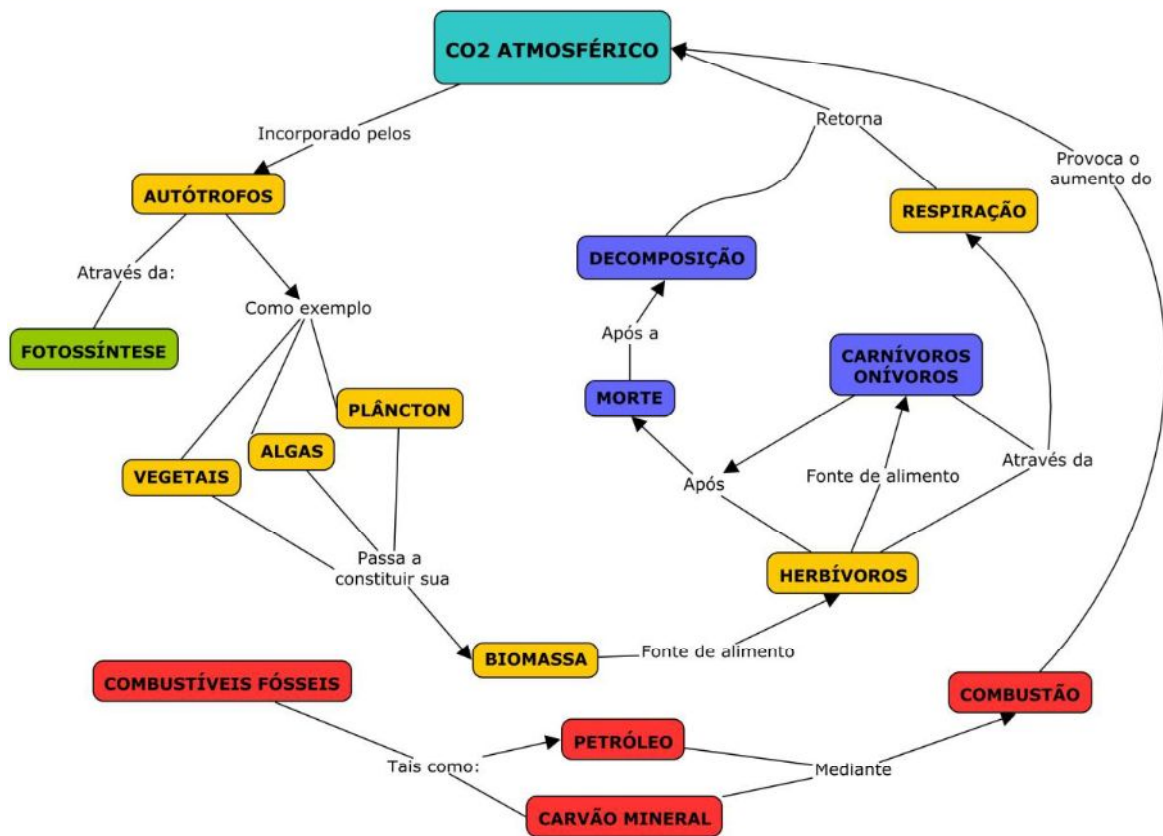 CO2 ATMOSFÉRICO
Incorporado pelos
Retorna
Provoca o
aumento do
AUTÓTROFOS
RESPIRAÇÃO
DECOMPOSIÇÃO
Através da:
Como exemplo
FOTOSSÍNTESE
Após a
CARNÍVOROS
ONÍVOROS
MORTE
PLÂNCTON
ALGAS
VEGETAIS
Após
Fonte de alimento
Através da
Passa a
constituir sua
HERBÍVOROS
BIOMASSA
Fonte de alimento
COMBUSTÍVEIS FÓSSEIS
COMBUSTÃO
PETRÓLEO
Tais como:
Mediante
CARVÃO MINERAL